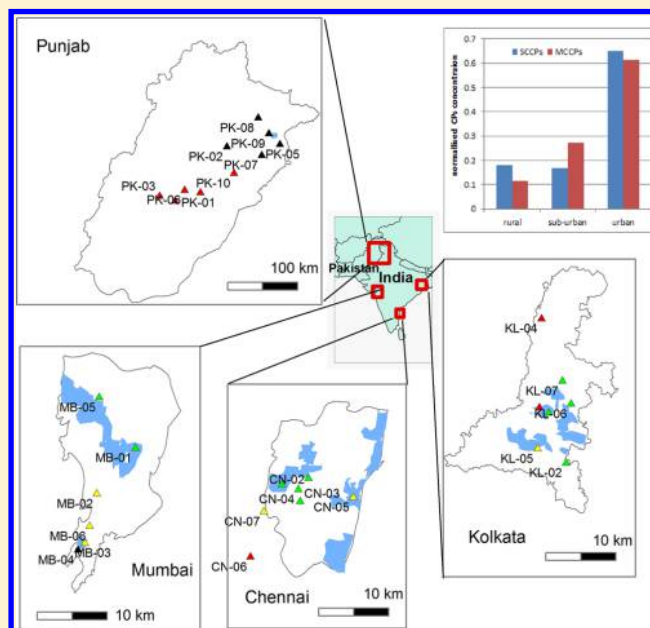 Punjab
PK-08
PK-09
PK-02
PK-05
PK-07
PK-03
PK-10
PK-06
PK-01
100 km
SCCPs
MCCPs
normalised CPs concentraion
0.7
0.6
0.5
0.4
0.3
0.2
0.1
0
rural
sub-urban
urban
Pakistan
India
MB-05
MB-01
MB-02
MB-06
MB-03
MB-04
Mumbai
10 km
CN-02
CN-03
CN-04
CN-05
CN-07
CN-06
Chennai
10 km
KL-04
KL-07
KL-06
KL-05
KL-02
Kolkata
10 km